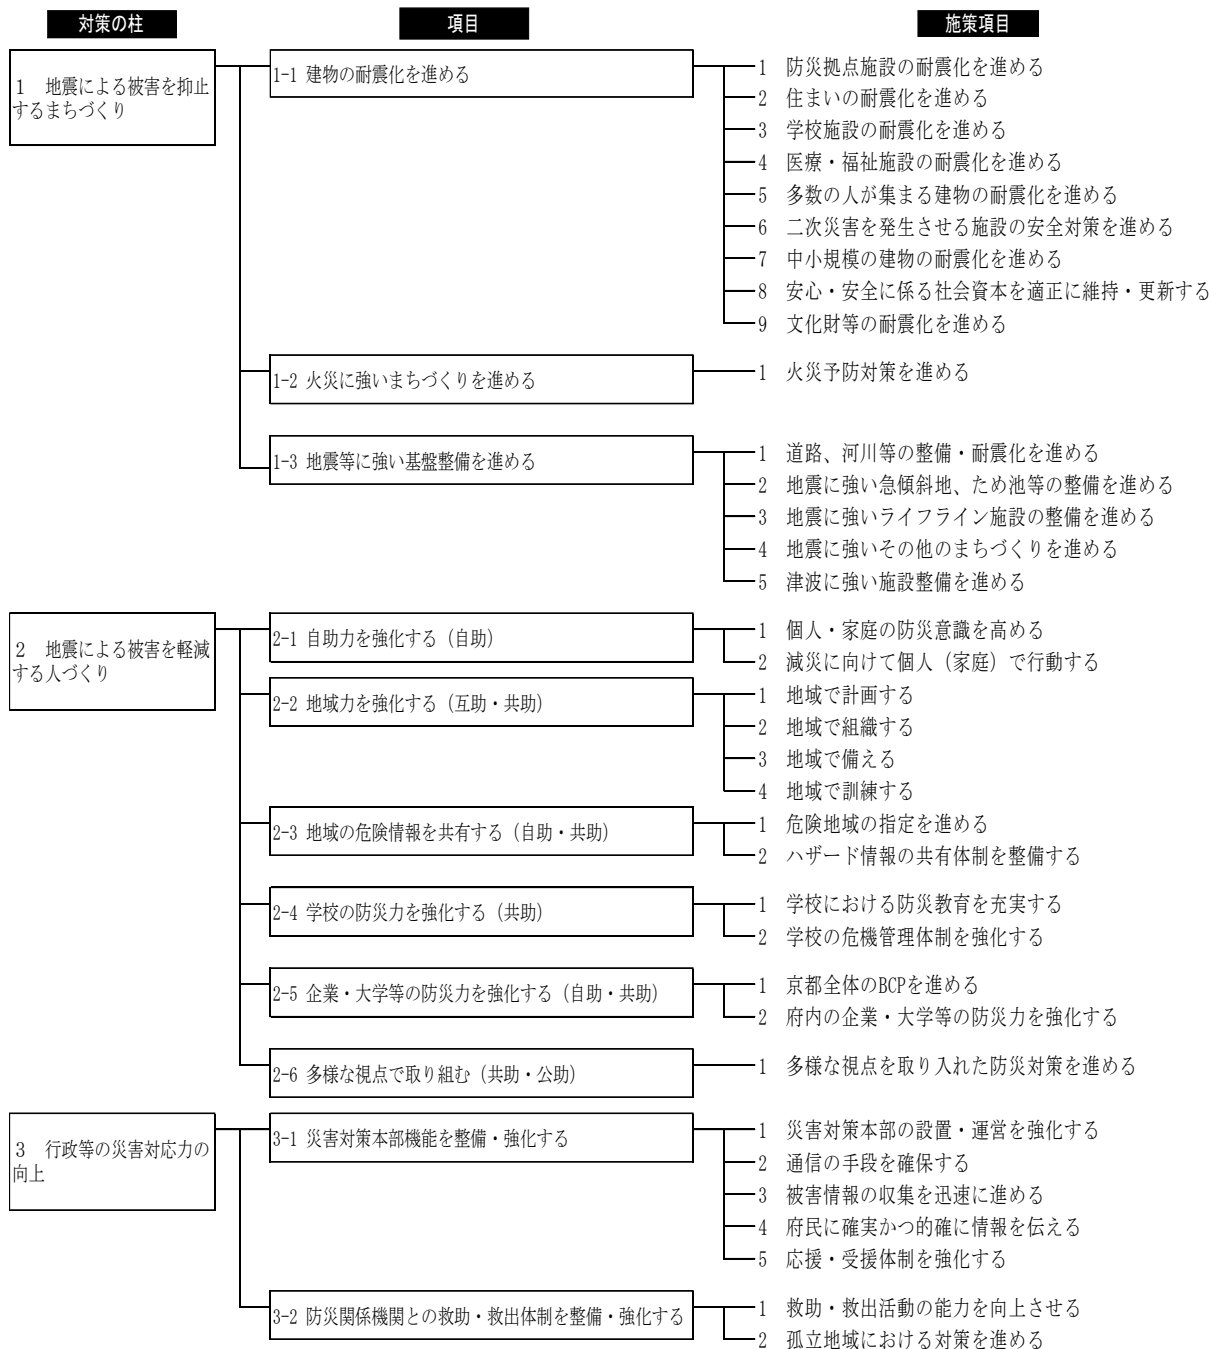 対策の柱
項目
施策項目
1 地震による被害を抑止
するまちづくり
1-1 建物の耐震化を進める
1 防災拠点施設の耐震化を進める
2 住まいの耐震化を進める
3 学校施設の耐震化を進める
4 医療・福祉施設の耐震化を進める
5 多数の人が集まる建物の耐震化を進める
6 二次災害を発生させる施設の安全対策を進める
7 中小規模の建物の耐震化を進める
8 安心・安全に係る社会資本を適正に維持・更新する
9 文化財等の耐震化を進める
1-2 火災に強いまちづくりを進める
1 火災予防対策を進める
1-3 地震等に強い基盤整備を進める
1 道路、河川等の整備・耐震化を進める
2 地震に強い急傾斜地、ため池等の整備を進める
3 地震に強いライフライン施設の整備を進める
4 地震に強いその他のまちづくりを進める
5 津波に強い施設整備を進める
2 地震による被害を軽減
する人づくり
2-1 自助力を強化する（自助）
1 個人・家庭の防災意識を高める
2 減災に向けて個人（家庭）で行動する
2-2 地域力を強化する（互助・共助）
1 地域で計画する
2 地域で組織する
3 地域で備える
4 地域で訓練する
2-3 地域の危険情報を共有する（自助・共助）
1 危険地域の指定を進める
2 ハザード情報の共有体制を整備する
2-4 学校の防災力を強化する（共助）
1 学校における防災教育を充実する
2 学校の危機管理体制を強化する
2-5 企業・大学等の防災力を強化する（自助・共助）
1 京都全体のBCPを進める
2 府内の企業・大学等の防災力を強化する
2-6 多様な視点で取り組む（共助・公助）
1 多様な視点を取り入れた防災対策を進める
3 行政等の災害対応力の
向上
3-1 災害対策本部機能を整備・強化する
1 災害対策本部の設置・運営を強化する
2 通信の手段を確保する
3 被害情報の収集を迅速に進める
4 府民に確実かつ的確に情報を伝える
5 応援・受援体制を強化する
3-2 防災関係機関との救助・救出体制を整備・強化する
1 救助・救出活動の能力を向上させる
2 孤立地域における対策を進める